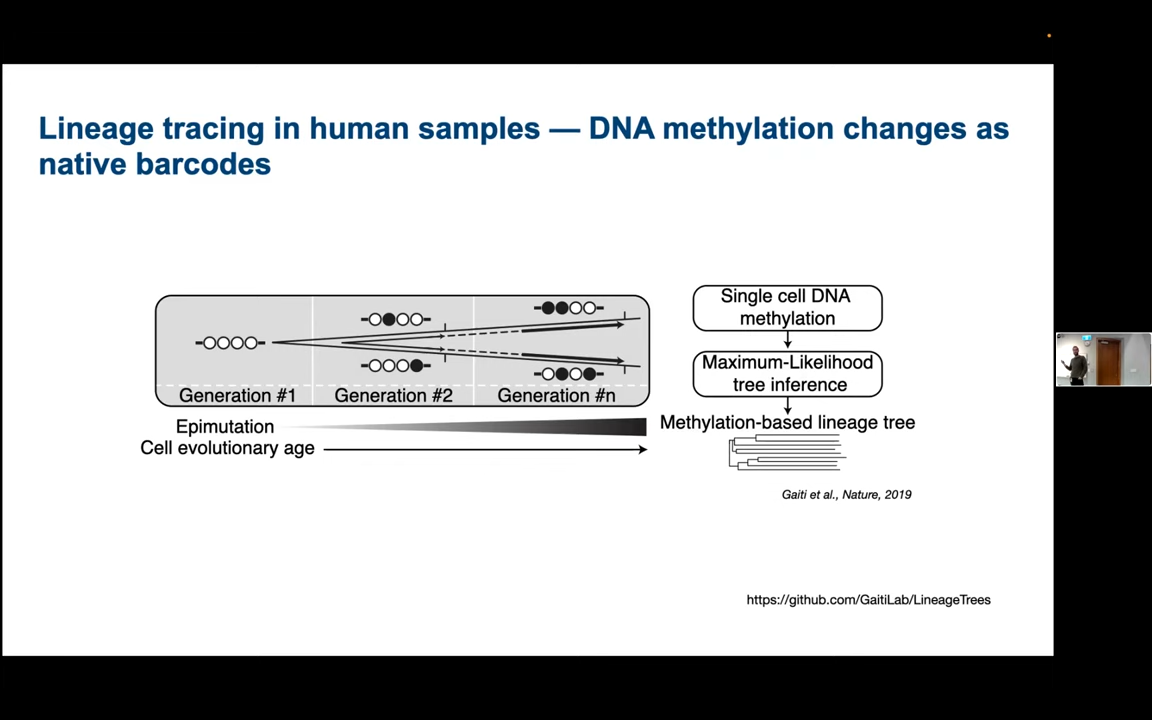 Lineage tracing in human samples — DNA methylation changes as
native barcodes
Generation #1
Generation #2
Generation #n
Epimutation
Cell evolutionary age
Single cell DNA
methylation
Maximum-Likelihood
tree inference
Methylation-based lineage tree
Gaiti et al., Nature, 2019
https://github.com/GaitiLab/LineageTrees